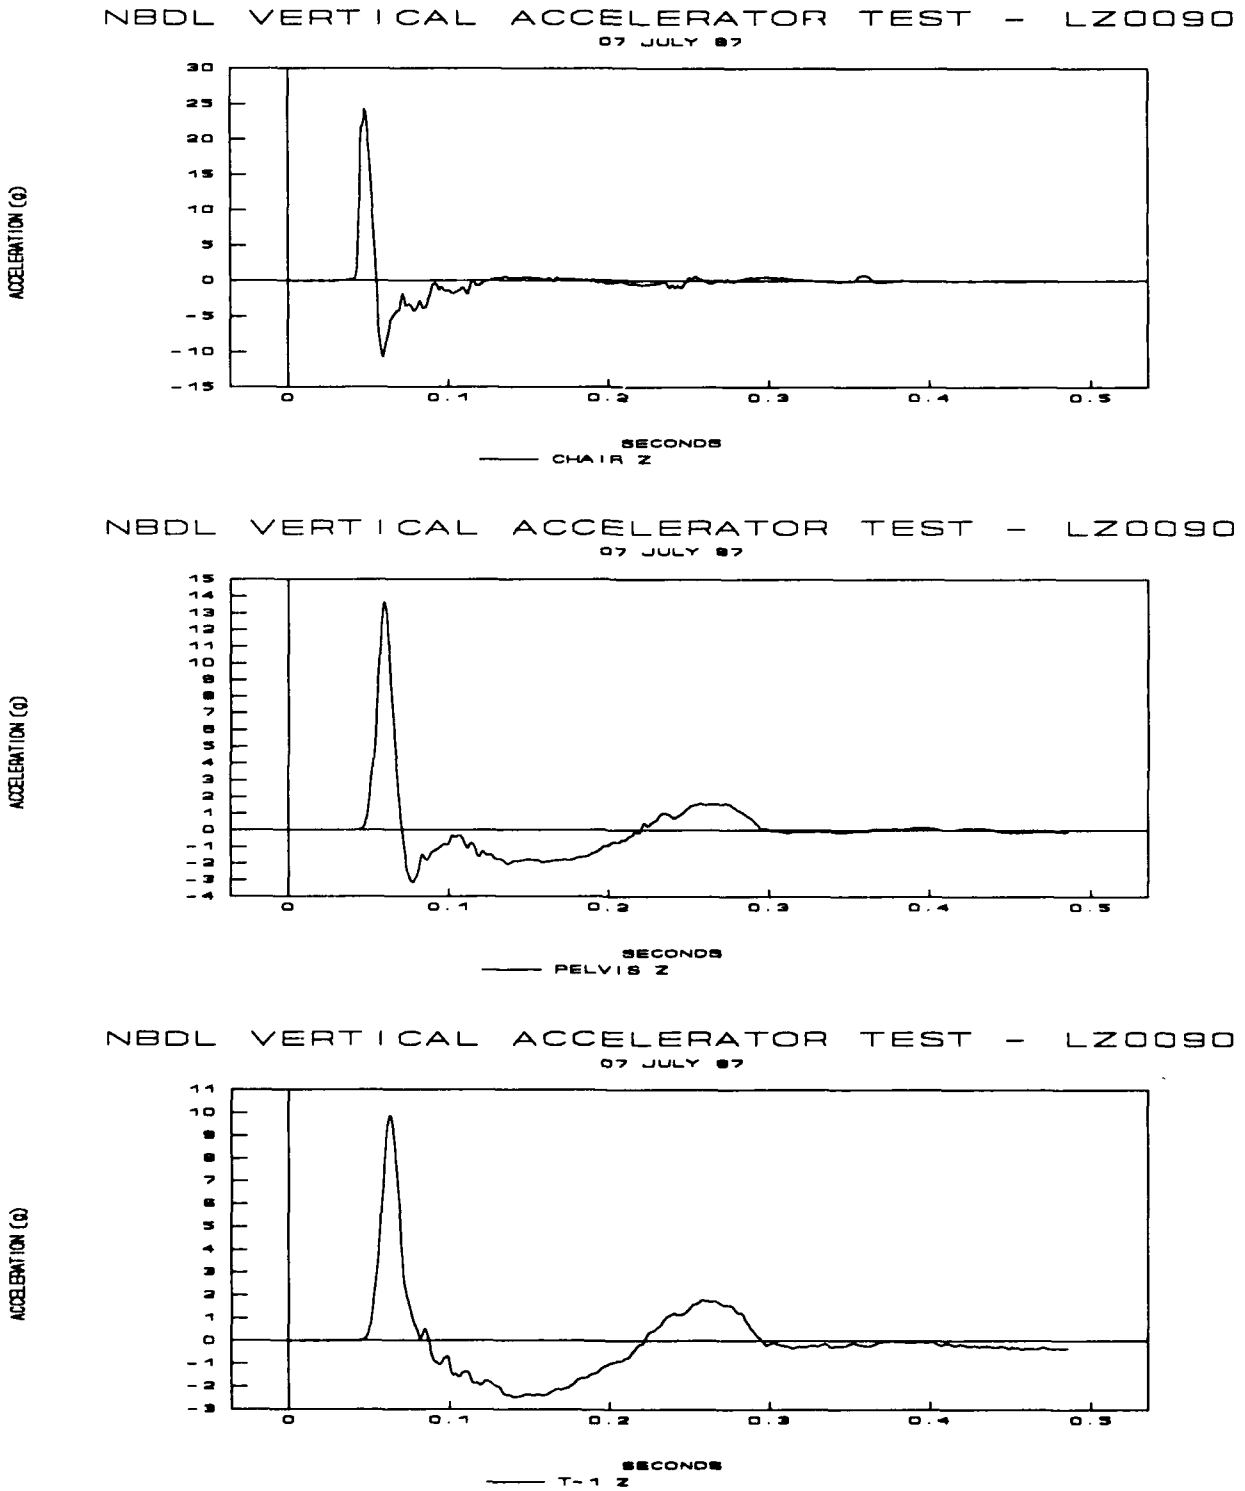 NBDL VERTICAL ACCELERATOR TEST - LZ0090
07 JULY 87
30
25
20
15
10
5
0
-5
-10
-15
ACCELERATION (g)
0 0.1 0.2 0.3 0.4 0.5
SECONDS
CHAIR Z
NBDL VERTICAL ACCELERATOR TEST - LZ0090
07 JULY 87
15
14
13
12
11
10
9
8
7
6
5
4
3
2
1
0
-1
-2
-3
-4
ACCELERATION (g)
0 0.1 0.2 0.3 0.4 0.5
SECONDS
PELVIS Z
NBDL VERTICAL ACCELERATOR TEST - LZ0090
07 JULY 87
11
10
9
8
7
6
5
4
3
2
1
0
-1
-2
-3
ACCELERATION (g)
0 0.1 0.2 0.3 0.4 0.5
SECONDS
T-1 Z